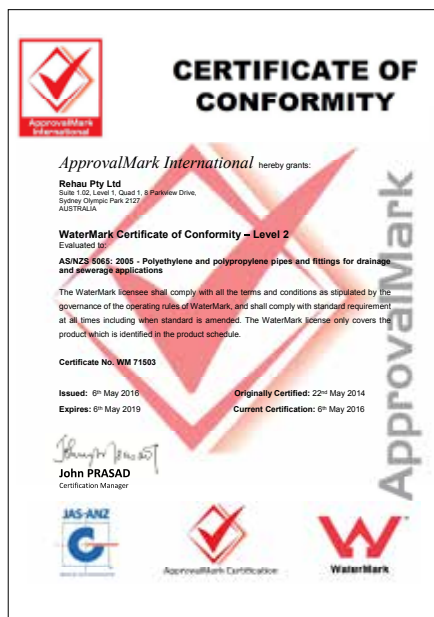 CERTIFICATE OF
CONFORMITY
ApprovalMark
International
ApprovalMark International hereby grants:
Rehau Pty Ltd
Suite 1.02, Level 1, Quad 1, 8 Parkview Drive,
Sydney Olympic Park 2127
AUSTRALIA
WaterMark Certificate of Conformity – Level 2
Evaluated to:
AS/NZS 5065: 2005 - Polyethylene and polypropylene pipes and fittings for drainage
and sewerage applications
The WaterMark licensee shall comply with all the terms and conditions as stipulated by the
governance of the operating rules of WaterMark, and shall comply with standard requirement
at all times including when standard is amended. The WaterMark license only covers the
product which is identified in the product schedule.
Certificate No. WM 71503
Issued: 6th May 2016 Originally Certified: 22nd May 2014
Expires: 6th May 2019 Current Certification: 6th May 2016
John PRASAD
Certification Manager
ApprovalMark
JAS-ANZ
ApprovalMark Certification
WaterMark